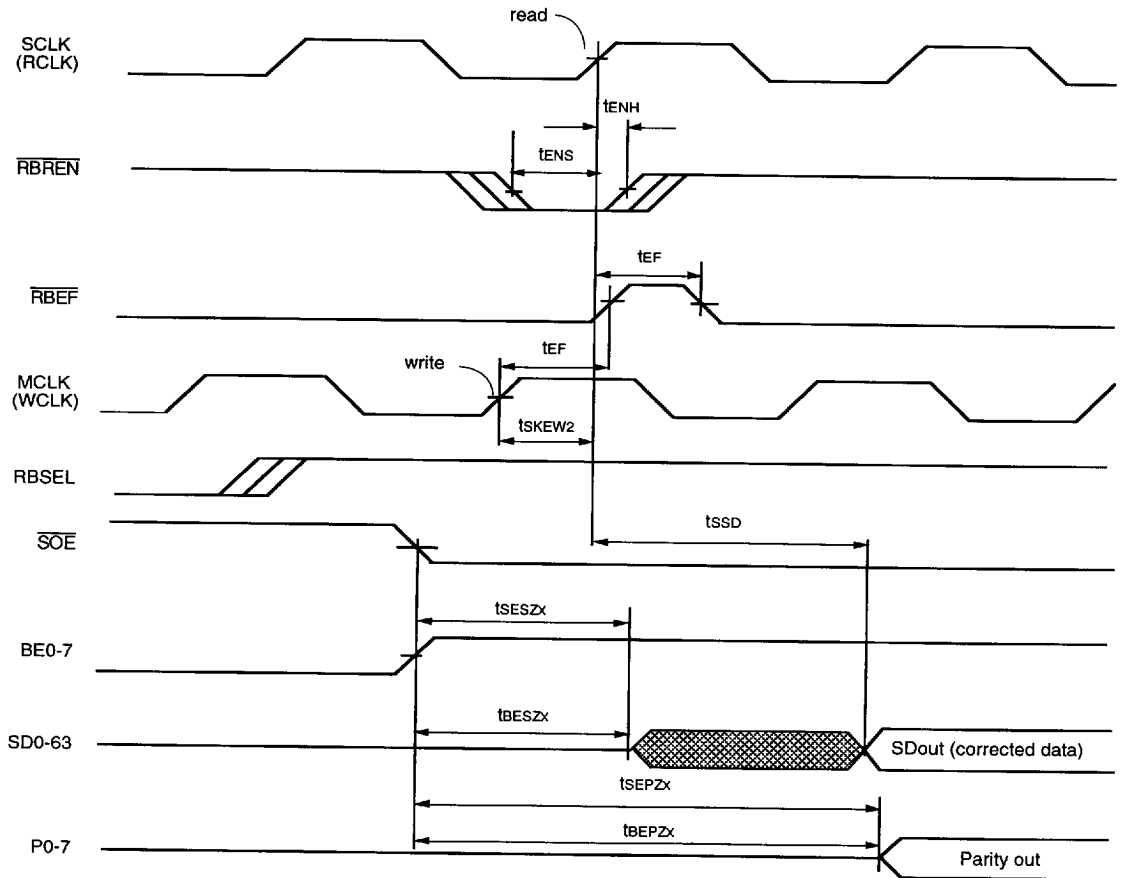 read
SCLK
(RCLK)
tENH
tENS
RBREN
tEF
RBEF
tEF
write
MCLK
(WCLK)
tSKEW2
RBSEL
tSSD
SOE
tSESZx
BE0-7
tBESZx
SD0-63
SDout (corrected data)
tSEPZx
tBEPZx
P0-7
Parity out